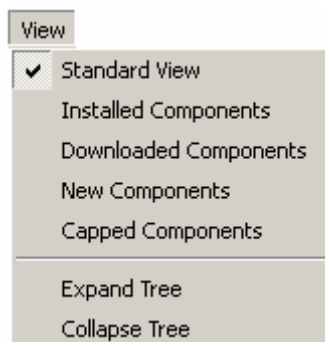 View
Standard View
Installed Components
Downloaded Components
New Components
Capped Components
Expand Tree
Collapse Tree